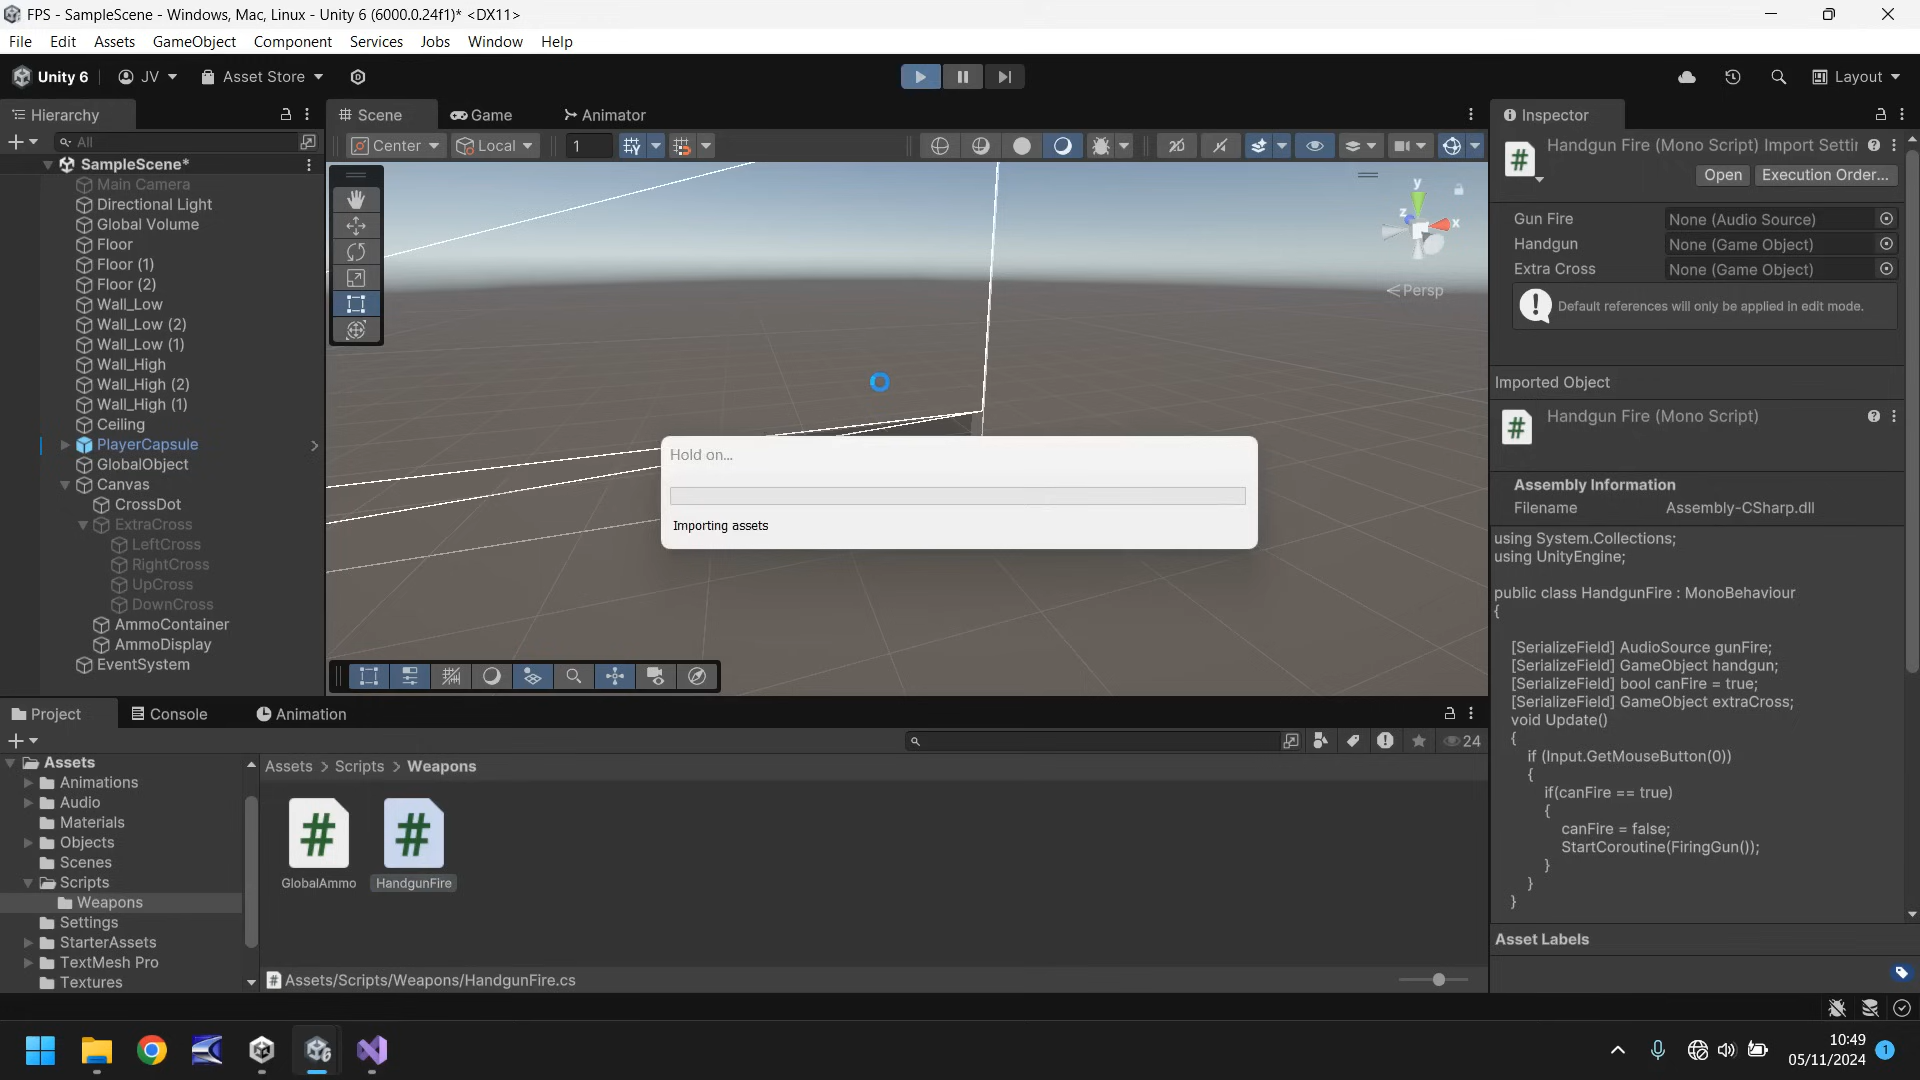 FPS - SampleScene - Windows, Mac, Linux - Unity 6 (6000.0.24f1)* <DX11>
File Edit Assets GameObject Component Services Jobs Window Help
Unity 6 JV Asset Store Layout
Hierarchy
All
SampleScene*
Main Camera
Directional Light
Global Volume
Floor
Floor (1)
Floor (2)
Wall_Low
Wall_Low (2)
Wall_Low (1)
Wall_High
Wall_High (2)
Wall_High (1)
Ceiling
PlayerCapsule
GlobalObject
Canvas
CrossDot
ExtraCross
LeftCross
RightCross
UpCross
DownCross
AmmoContainer
AmmoDisplay
EventSystem
Scene Game Animator
Center Local 1 2D
y
z x
Persp
Hold on...
Importing assets
Inspector
Handgun Fire (Mono Script) Import Setti
Open Execution Order...
Gun Fire None (Audio Source)
Handgun None (Game Object)
Extra Cross None (Game Object)
Default references will only be applied in edit mode.
Imported Object
Handgun Fire (Mono Script)
Assembly Information
Filename Assembly-CSharp.dll
using System.Collections;
using UnityEngine;
public class HandgunFire : MonoBehaviour
{
[SerializeField] AudioSource gunFire;
[SerializeField] GameObject handgun;
[SerializeField] bool canFire = true;
[SerializeField] GameObject extraCross;
void Update()
{
if (Input.GetMouseButton(0))
{
if(canFire == true)
{
canFire = false;
StartCoroutine(FiringGun());
}
}
}
Asset Labels
Project Console Animation
24
Assets
Animations
Audio
Materials
Objects
Scenes
Scripts
Weapons
Settings
StarterAssets
TextMesh Pro
Textures
Assets > Scripts > Weapons
GlobalAmmo HandgunFire
Assets/Scripts/Weapons/HandgunFire.cs
10:49
05/11/2024
1